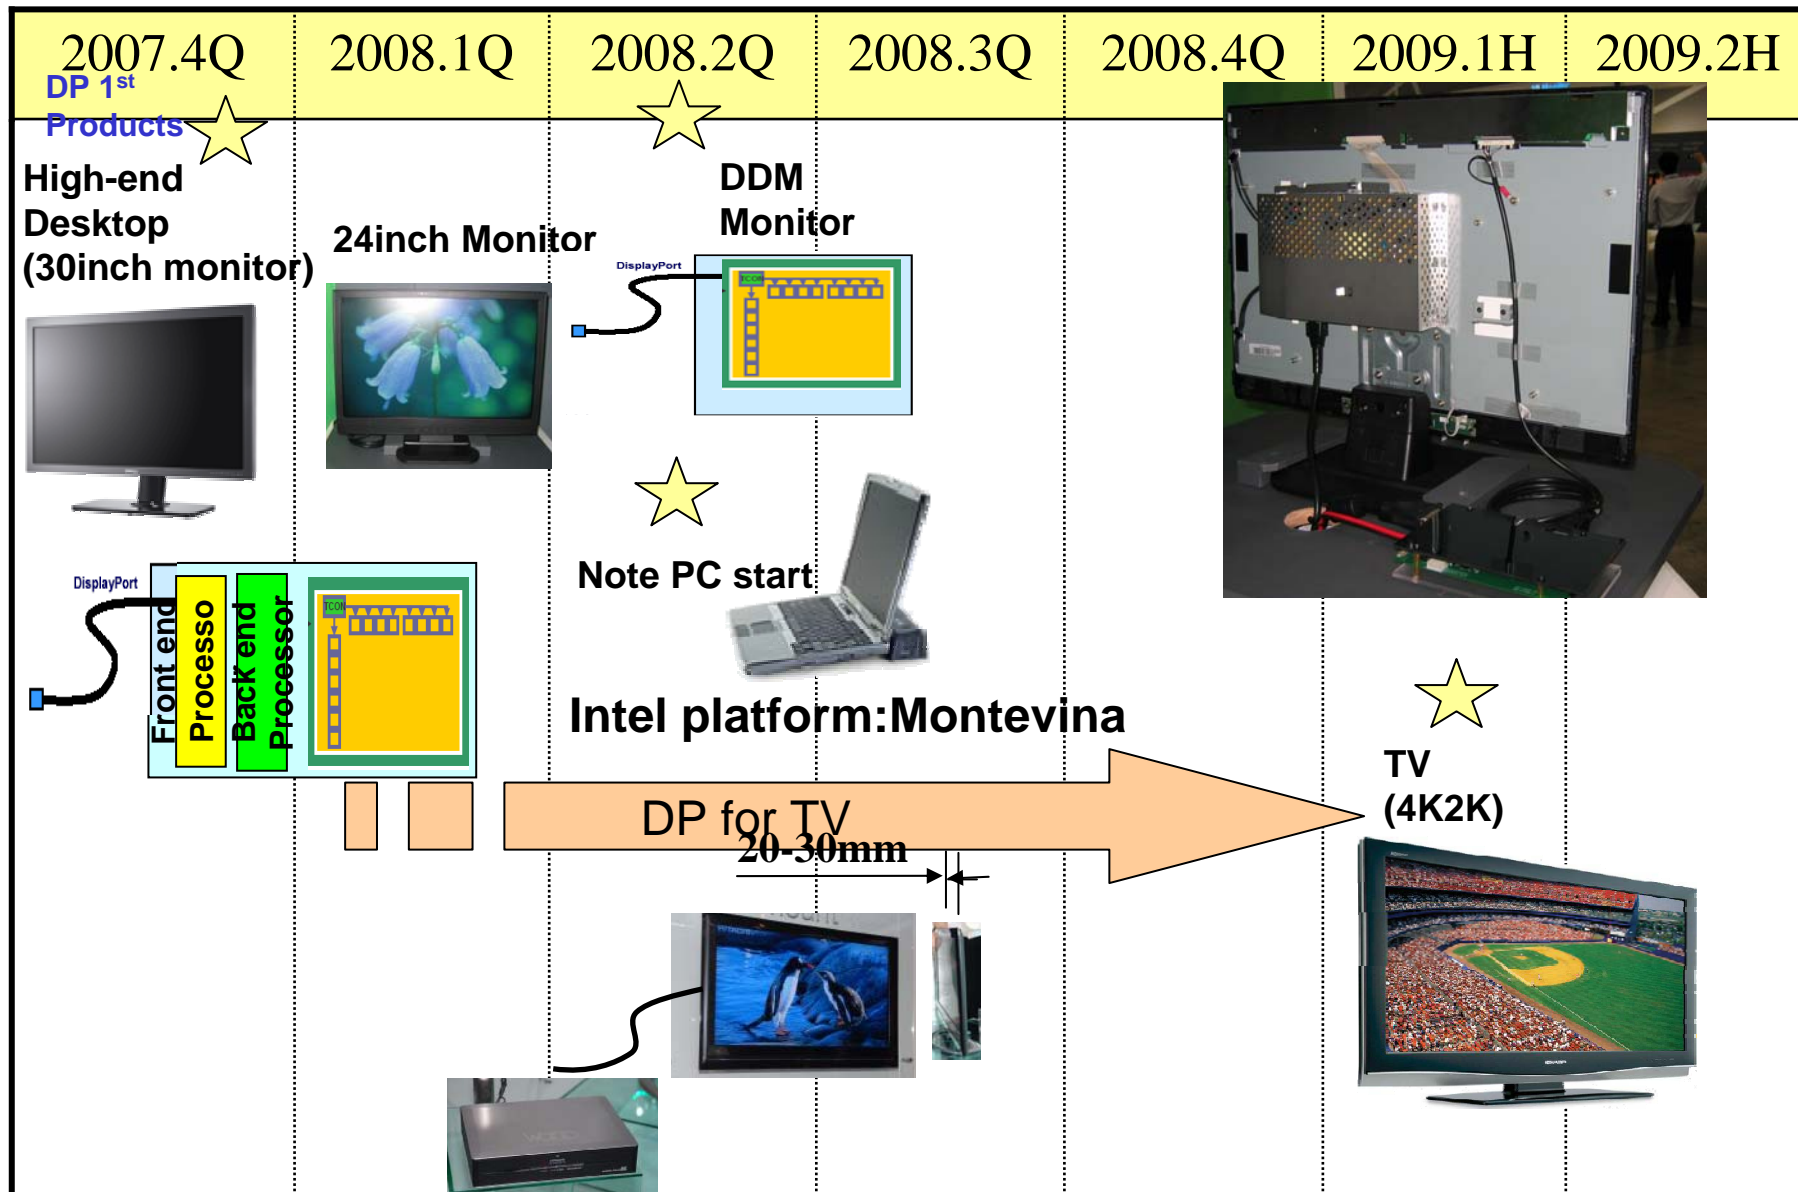 2007.4Q 2008.1Q 2008.2Q 2008.3Q 2008.4Q 2009.1H 2009.2H
DP 1st
Products
High-end
Desktop
(30inch monitor)
24inch Monitor
DDM
Monitor
DisplayPort
TCON
Note PC start
DisplayPort
Front end
Processo
Back end
Processor
TCON
Intel platform:Montevina
DP for TV
20-30mm
TV
(4K2K)